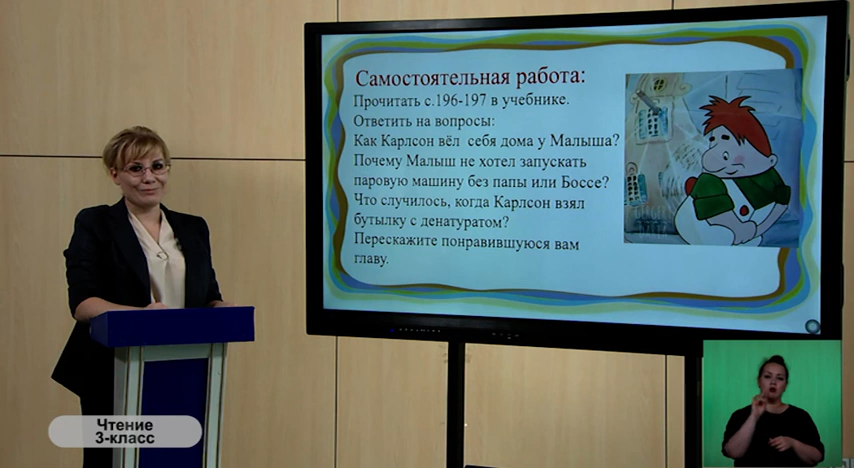 Самостоятельная работа:
Прочитать с.196-197 в учебнике.
Ответить на вопросы:
Как Карлсон вёл себя дома у Малыша?
Почему Малыш не хотел запускать
паровую машину без папы или Боссе?
Что случилось, когда Карлсон взял
бутылку с денатуратом?
Перескажите понравившуюся вам
главу.
Чтение
3-класс